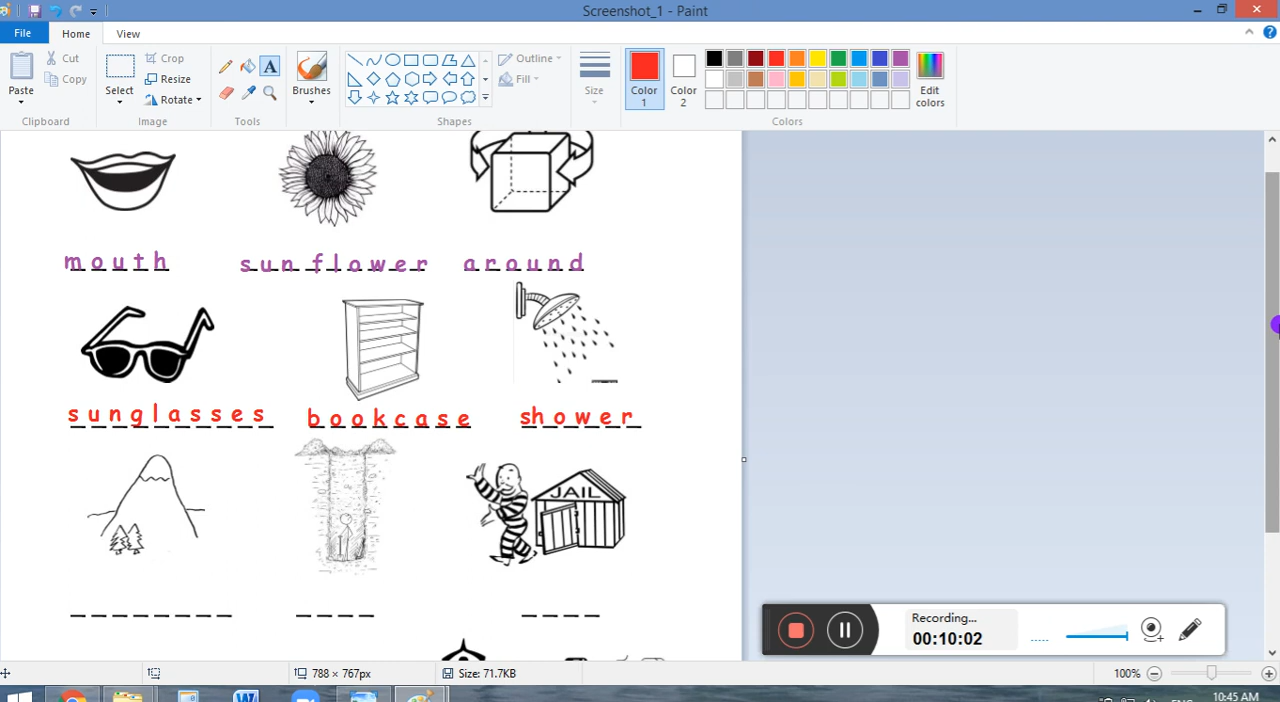 Screenshot_1 - Paint
File Home View
Paste
Cut
Copy
Clipboard
Select
Crop
Resize
Rotate
Image
A
Tools
Brushes
Outline
Fill
Shapes
Size
Color 1
Color 2
Edit colors
Colors
mouth sunflower around
sunglasses bookcase shower
JAIL
Recording...
00:10:02
788 × 767px
Size: 71.7KB
100%
W
10:45 AM